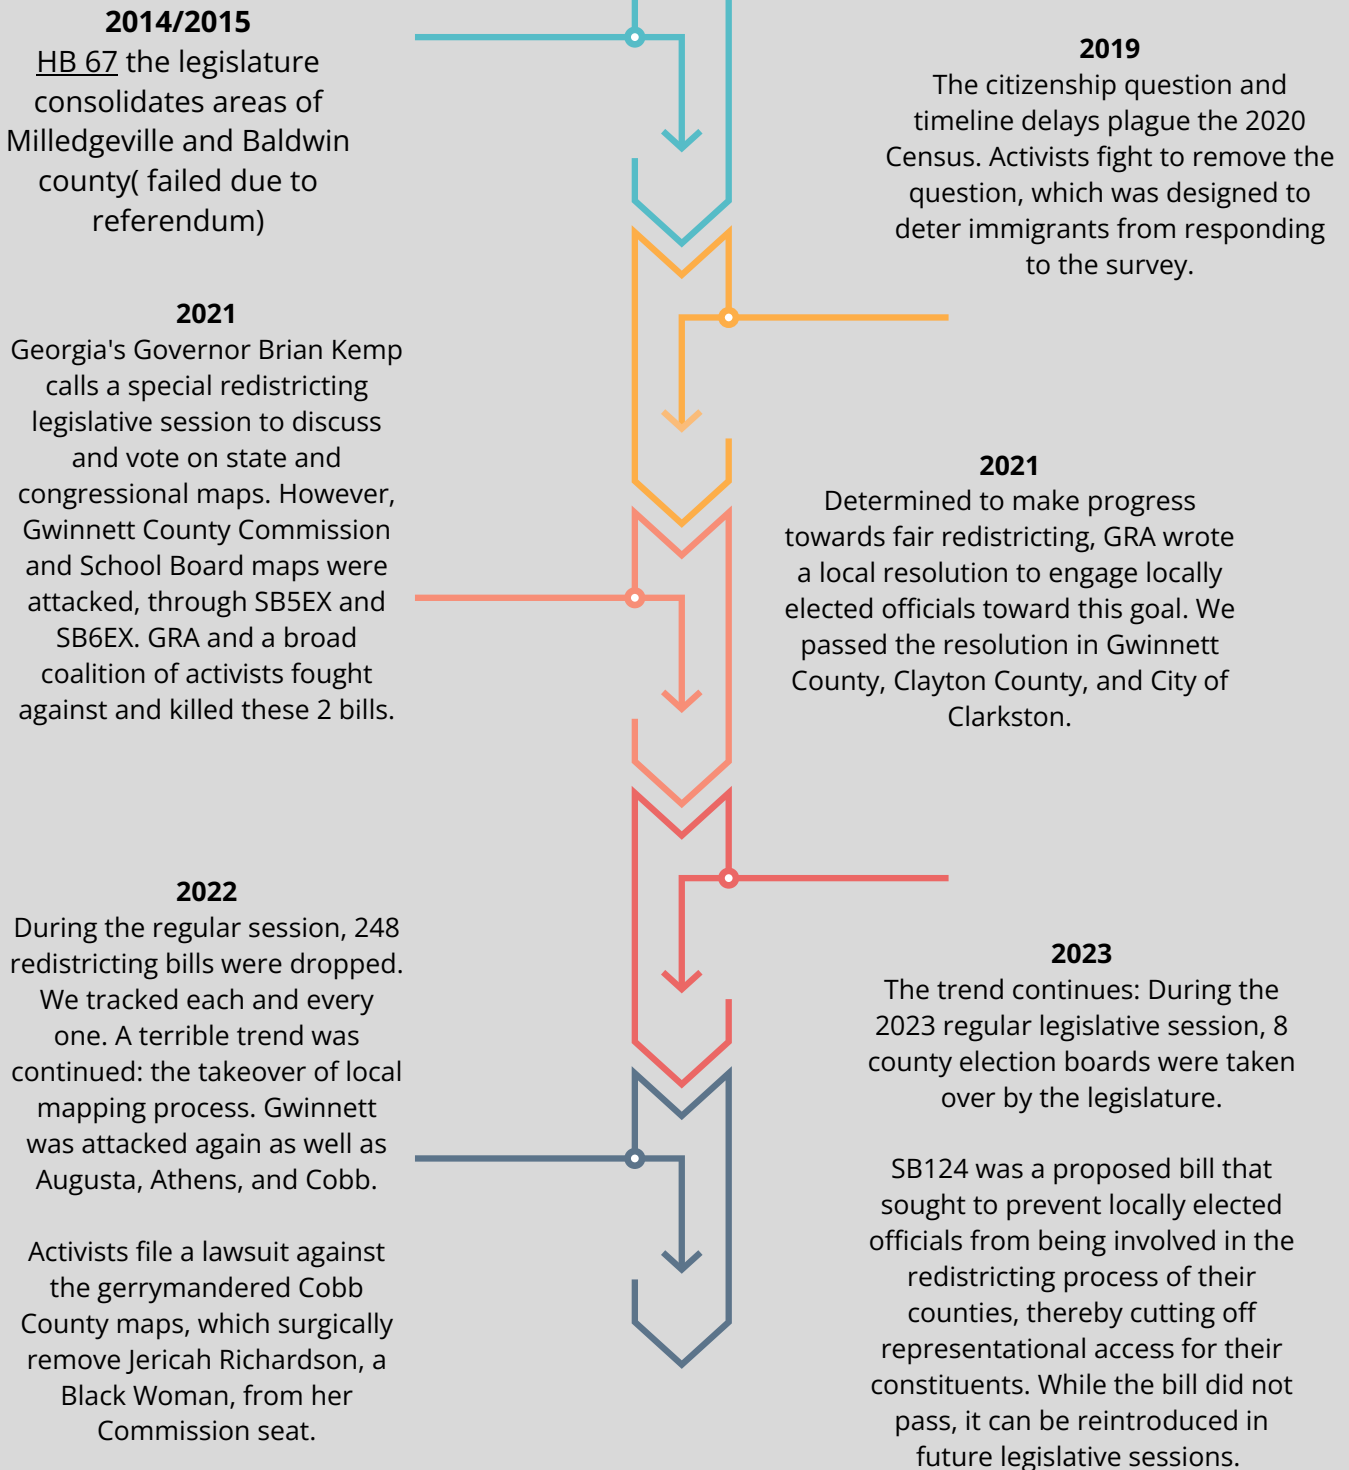 2014/2015
HB 67 the legislature
consolidates areas of
Milledgeville and Baldwin
county( failed due to
referendum)
2019
The citizenship question and
timeline delays plague the 2020
Census. Activists fight to remove the
question, which was designed to
deter immigrants from responding
to the survey.
2021
Georgia's Governor Brian Kemp
calls a special redistricting
legislative session to discuss
and vote on state and
congressional maps. However,
Gwinnett County Commission
and School Board maps were
attacked, through SB5EX and
SB6EX. GRA and a broad
coalition of activists fought
against and killed these 2 bills.
2021
Determined to make progress
towards fair redistricting, GRA wrote
a local resolution to engage locally
elected officials toward this goal. We
passed the resolution in Gwinnett
County, Clayton County, and City of
Clarkston.
2022
During the regular session, 248
redistricting bills were dropped.
We tracked each and every
one. A terrible trend was
continued: the takeover of local
mapping process. Gwinnett
was attacked again as well as
Augusta, Athens, and Cobb.
Activists file a lawsuit against
the gerrymandered Cobb
County maps, which surgically
remove Jericah Richardson, a
Black Woman, from her
Commission seat.
2023
The trend continues: During the
2023 regular legislative session, 8
county election boards were taken
over by the legislature.
SB124 was a proposed bill that
sought to prevent locally elected
officials from being involved in the
redistricting process of their
counties, thereby cutting off
representational access for their
constituents. While the bill did not
pass, it can be reintroduced in
future legislative sessions.